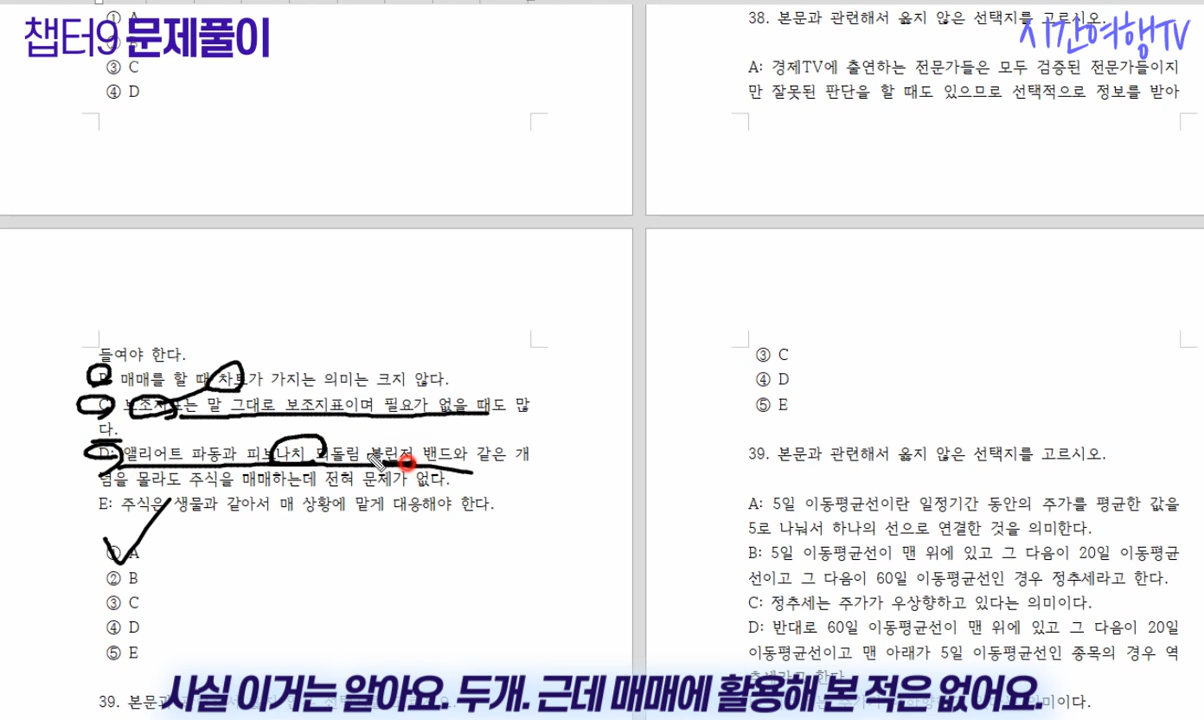 ① A
챕터9 문제풀이
③ C
④ D
38. 본문과 관련해서 옳지 않은 선택지를 고르시오.
시간여행TV
A: 경제TV에 출연하는 전문가들은 모두 검증된 전문가들이지
만 잘못된 판단을 할 때도 있으므로 선택적으로 정보를 받아
들여야 한다.
B: 매매를 할 때 차트가 가지는 의미는 크지 않다.
C: 보조지표는 말 그대로 보조지표이며 필요가 없을 때도 많
다.
D: 앨리어트 파동과 피보나치 되돌림 볼린저 밴드와 같은 개
념을 몰라도 주식을 매매하는데 전혀 문제가 없다.
E: 주식은 생물과 같아서 매 상황에 맡게 대응해야 한다.
① A
② B
③ C
④ D
⑤ E
39. 본문과
③ C
④ D
⑤ E
39. 본문과 관련해서 옳지 않은 선택지를 고르시오.
A: 5일 이동평균선이란 일정기간 동안의 주가를 평균한 값을
5로 나눠서 하나의 선으로 연결한 것을 의미한다.
B: 5일 이동평균선이 맨 위에 있고 그 다음이 20일 이동평균
선이고 그 다음이 60일 이동평균선인 경우 정추세라고 한다.
C: 정추세는 주가가 우상향하고 있다는 의미이다.
D: 반대로 60일 이동평균선이 맨 위에 있고 그 다음이 20일
이동평균선이고 맨 아래가 5일 이동평균선인 종목의 경우 역
사실 이거는 알아요. 두개. 근데 매매에 활용해 본 적은 없어요.